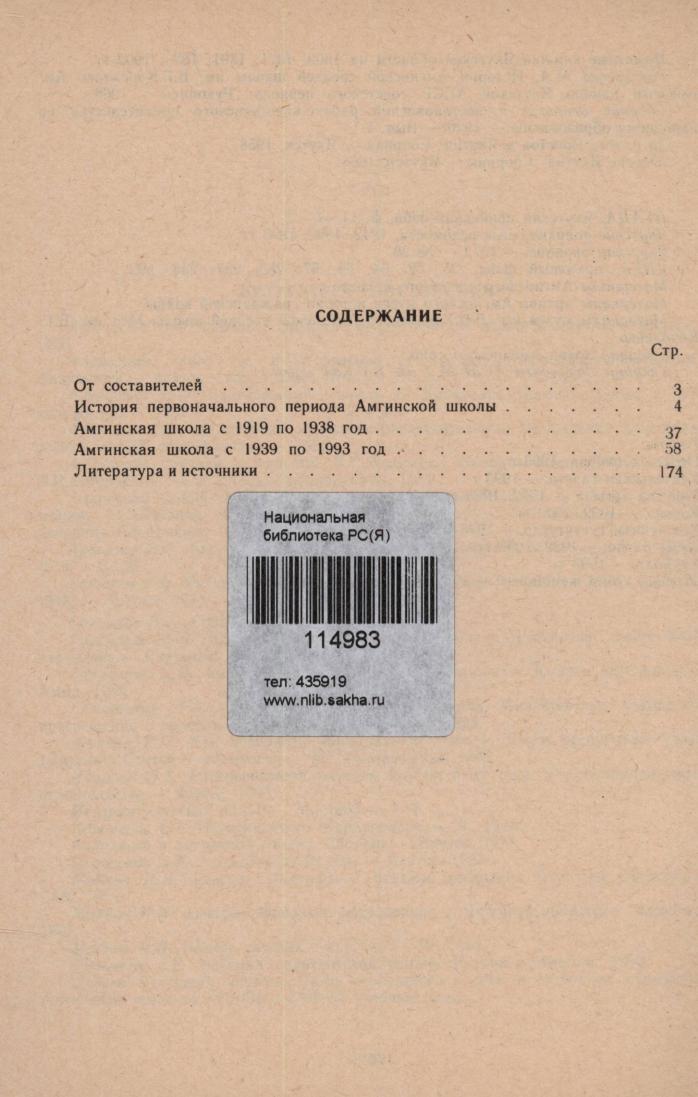 СОДЕРЖАНИЕ
Стр.
От составителей . . . . . . . . . . . . . . . . . . . . . 3
История первоначального периода Амгинской школы . . . . . . . 4
Амгинская школа с 1919 по 1938 год . . . . . . . . . . . . . 37
Амгинская школа с 1939 по 1993 год . . . . . . . . . . . . 58
Литература и источники . . . . . . . . . . . . . . . . . . 174
Национальная
библиотека РС(Я)
114983
тел: 435919
www.nlib.sakha.ru